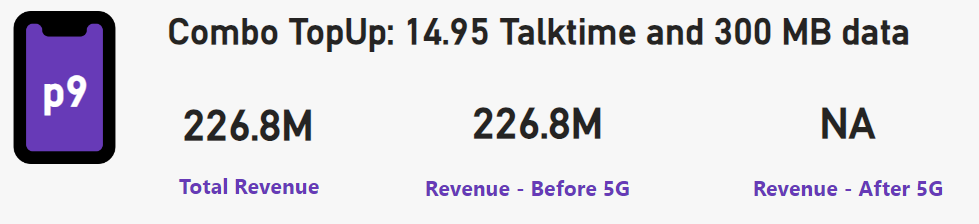 p9
Combo TopUp: 14.95 Talktime and 300 MB data
226.8M 226.8M NA
Total Revenue Revenue - Before 5G Revenue - After 5G